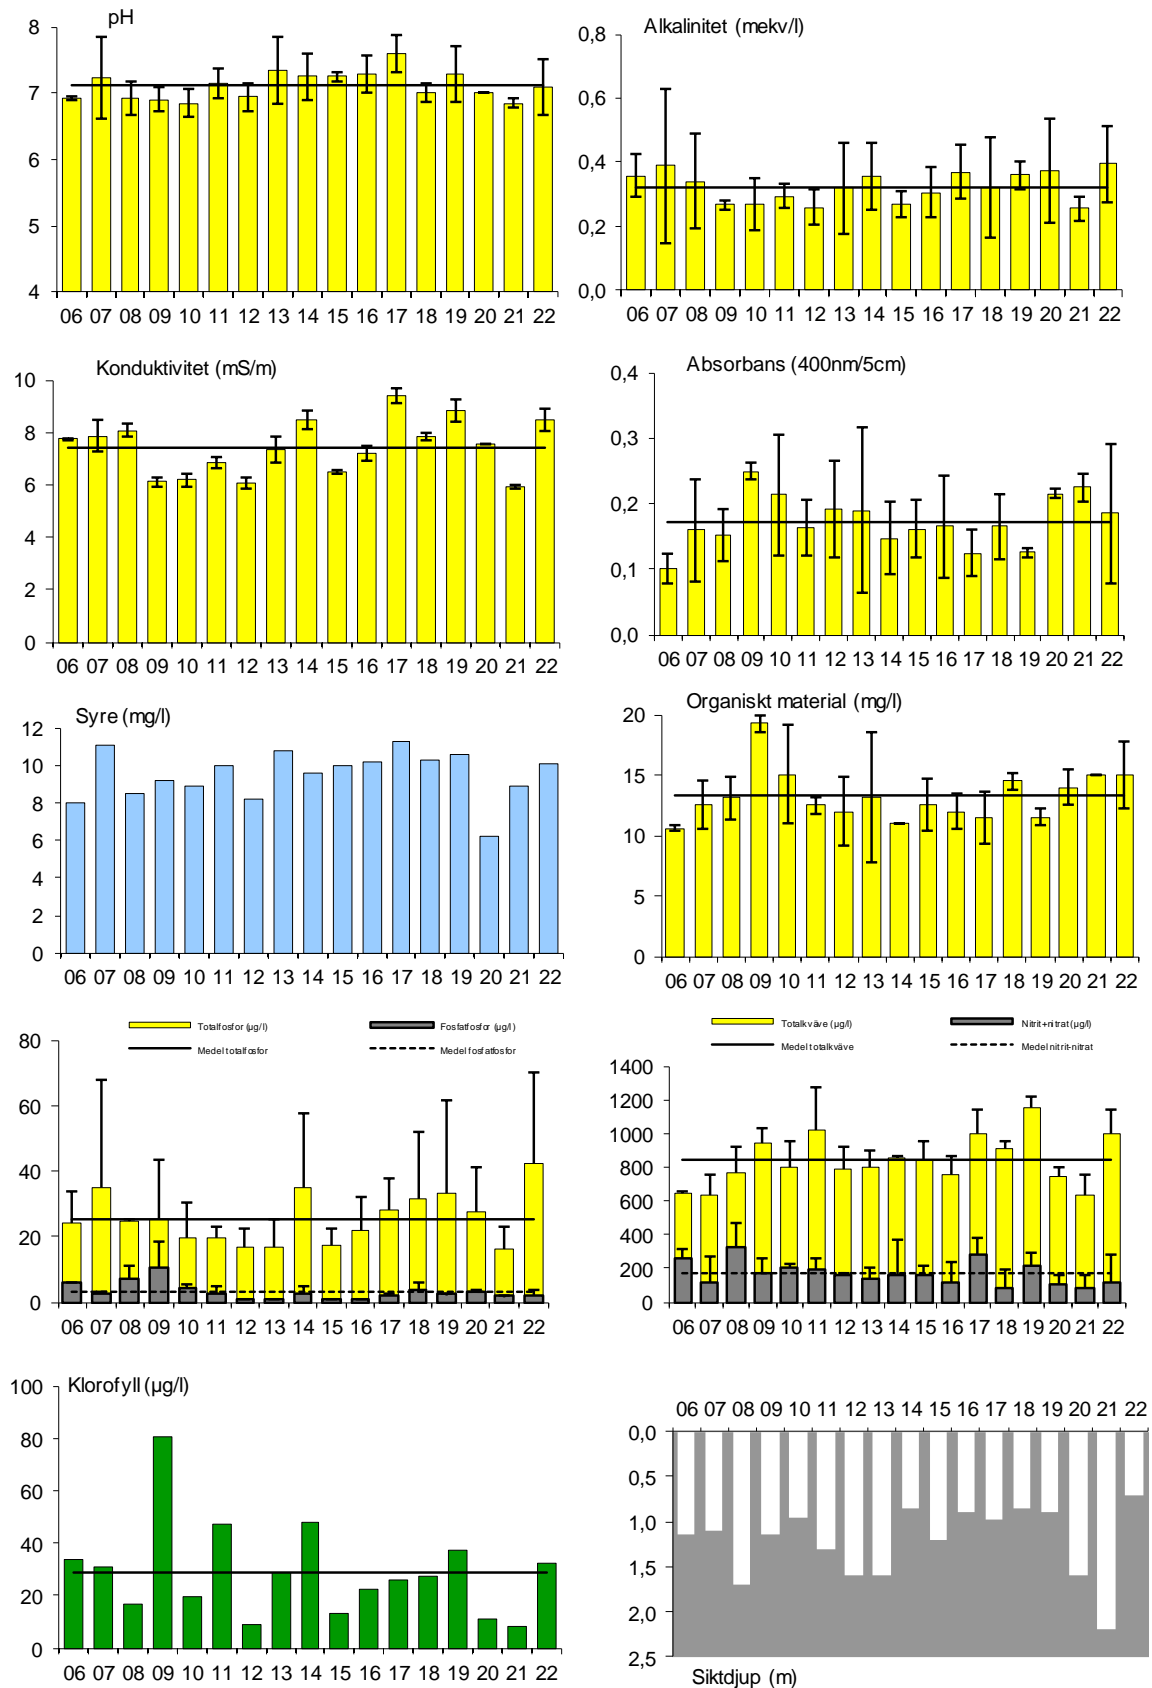 pH
8
7
6
5
4
06 07 08 09 10 11 12 13 14 15 16 17 18 19 20 21 22
Alkalinitet (mekv/l)
0,8
0,6
0,4
0,2
0,0
06 07 08 09 10 11 12 13 14 15 16 17 18 19 20 21 22
Konduktivitet (mS/m)
10
8
6
4
2
0
06 07 08 09 10 11 12 13 14 15 16 17 18 19 20 21 22
Absorbans (400nm/5cm)
0,4
0,3
0,2
0,1
0,0
06 07 08 09 10 11 12 13 14 15 16 17 18 19 20 21 22
Syre (mg/l)
12
10
8
6
4
2
0
06 07 08 09 10 11 12 13 14 15 16 17 18 19 20 21 22
Organiskt material (mg/l)
20
15
10
5
0
06 07 08 09 10 11 12 13 14 15 16 17 18 19 20 21 22
Totalfosfor (µg/l) Fosfatfosfor (µg/l)
Medel totalfosfor Medel fosfatfosfor
80
60
40
20
0
06 07 08 09 10 11 12 13 14 15 16 17 18 19 20 21 22
Totalkväve (µg/l) Nitrit+nitrat (µg/l)
Medel totalkväve Medel nitrit-nitrat
1400
1200
1000
800
600
400
200
0
06 07 08 09 10 11 12 13 14 15 16 17 18 19 20 21 22
Klorofyll (µg/l)
100
80
60
40
20
0
06 07 08 09 10 11 12 13 14 15 16 17 18 19 20 21 22
06 07 08 09 10 11 12 13 14 15 16 17 18 19 20 21 22
0,0
0,5
1,0
1,5
2,0
2,5
Siktdjup (m)